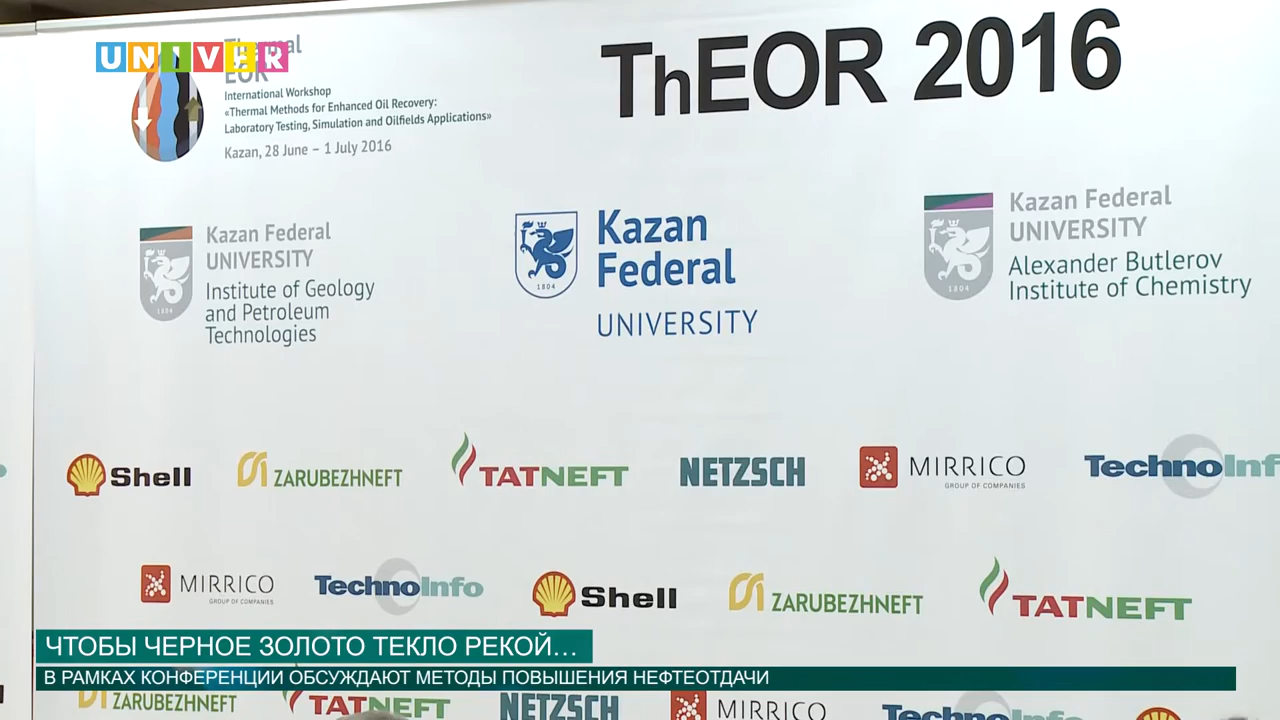 UNIVER
Thermal
EOR
International Workshop
«Thermal Methods for Enhanced Oil Recovery:
Laboratory Testing, Simulation and Oilfields Applications»
Kazan, 28 June – 1 July 2016
ThEOR 2016
Kazan Federal
UNIVERSITY
Institute of Geology
and Petroleum
Technologies
1804
Kazan
Federal
UNIVERSITY
1804
Kazan Federal
UNIVERSITY
Alexander Butlerov
Institute of Chemistry
1804
Shell ZARUBEZHNEFT TATNEFT NETZSCH MIRRICO TechnoInf
GROUP OF COMPANIES
MIRRICO TechnoInfo Shell ZARUBEZHNEFT TATNEFT
GROUP OF COMPANIES
ЧТОБЫ ЧЕРНОЕ ЗОЛОТО ТЕКЛО РЕКОЙ...
В РАМКАХ КОНФЕРЕНЦИИ ОБСУЖДАЮТ МЕТОДЫ ПОВЫШЕНИЯ НЕФТЕОТДАЧИ
ZARUBEZHNEFT TATNEFT NETZSCH MIRRICO TechnoInfo